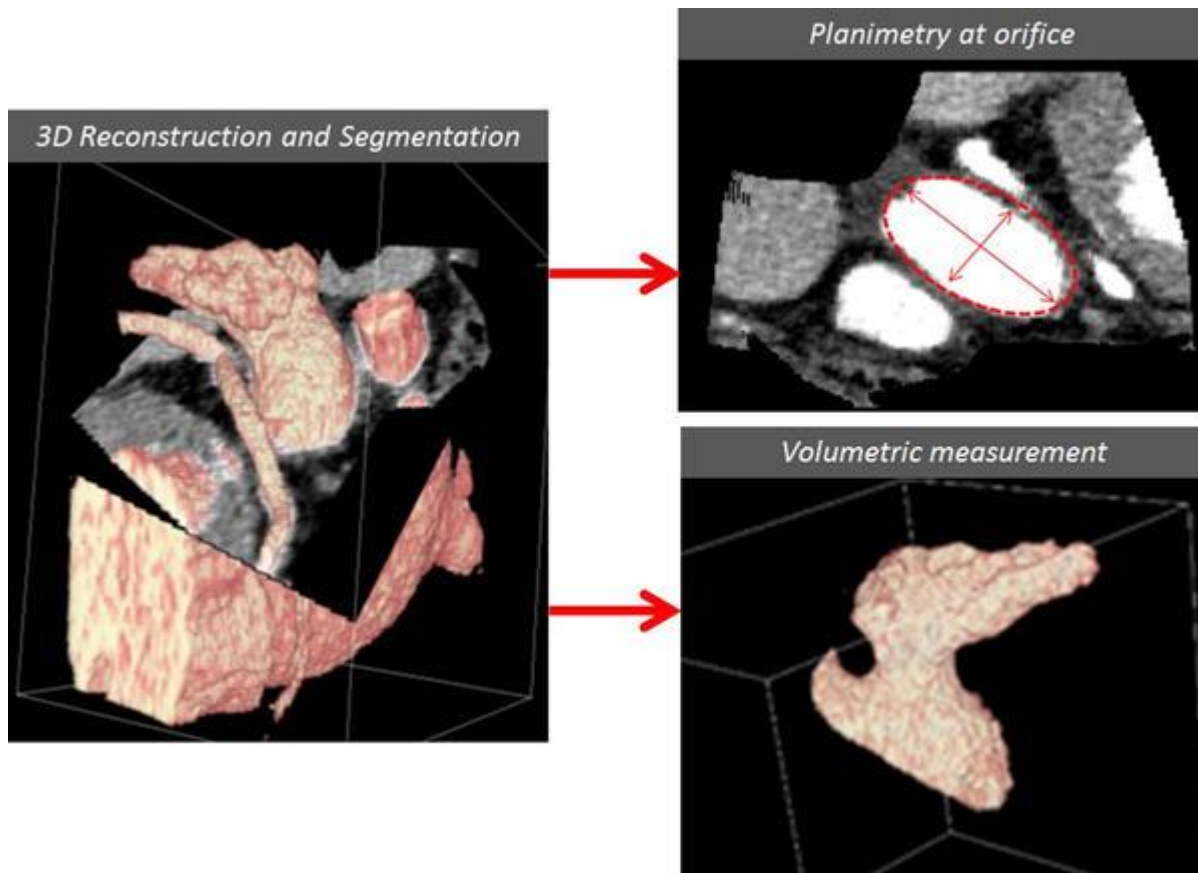 Planimetry at orifice
3D Reconstruction and Segmentation
Volumetric measurement